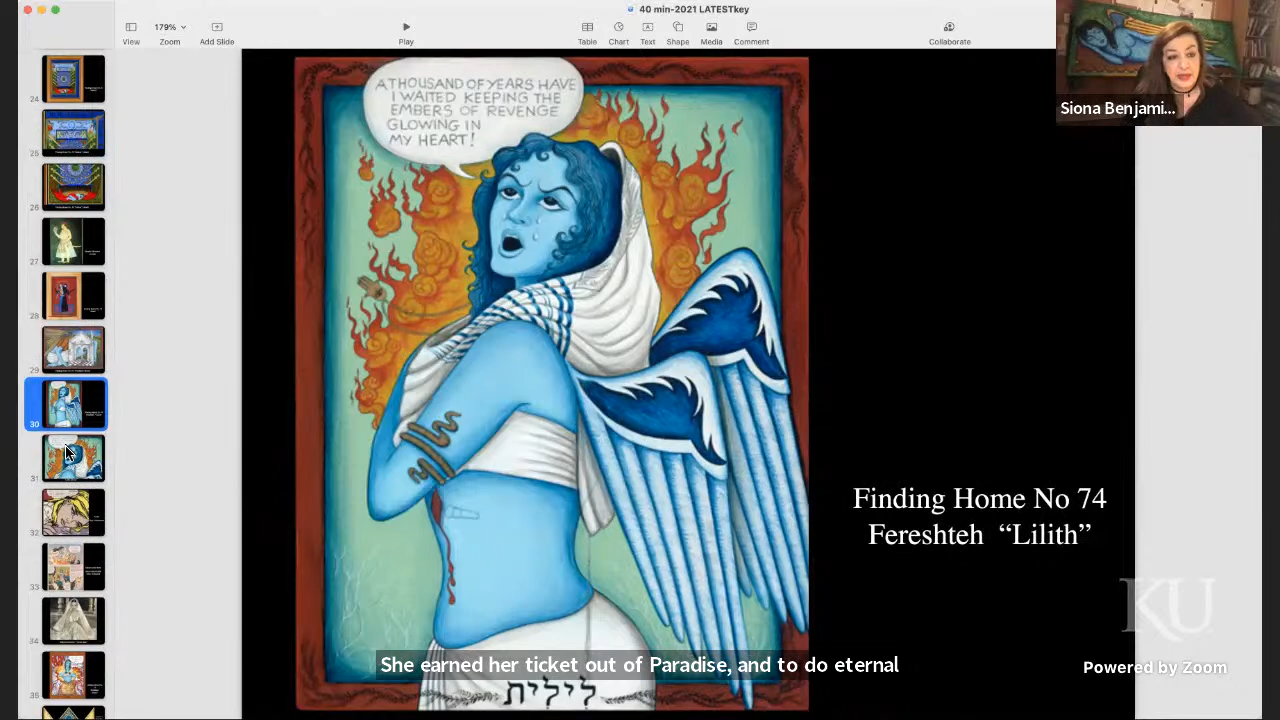 40 min-2021 LATESTkey
179%
View
Zoom
Add Slide
Play
Table
Chart
Text
Shape
Media
Comment
Collaborate
Siona Benjami...
24
25
26
27
28
29
30
31
32
33
34
35
A THOUSAND OF YEARS HAVE
I WAITED KEEPING THE
EMBERS OF REVENGE
GLOWING IN
MY HEART!
Finding Home No 74
Fereshteh “Lilith”
KU
She earned her ticket out of Paradise, and to do eternal
Powered by Zoom
לילית